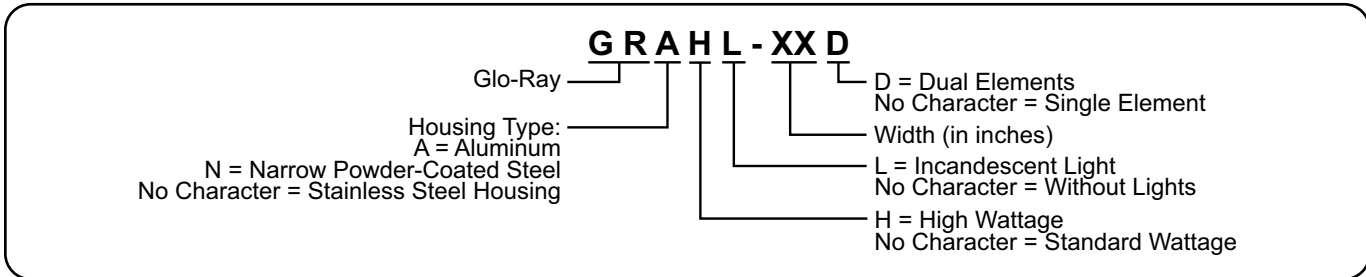 G R A H L - XX D
Glo-Ray
Housing Type:
A = Aluminum
N = Narrow Powder-Coated Steel
No Character = Stainless Steel Housing
D = Dual Elements
No Character = Single Element
Width (in inches)
L = Incandescent Light
No Character = Without Lights
H = High Wattage
No Character = Standard Wattage